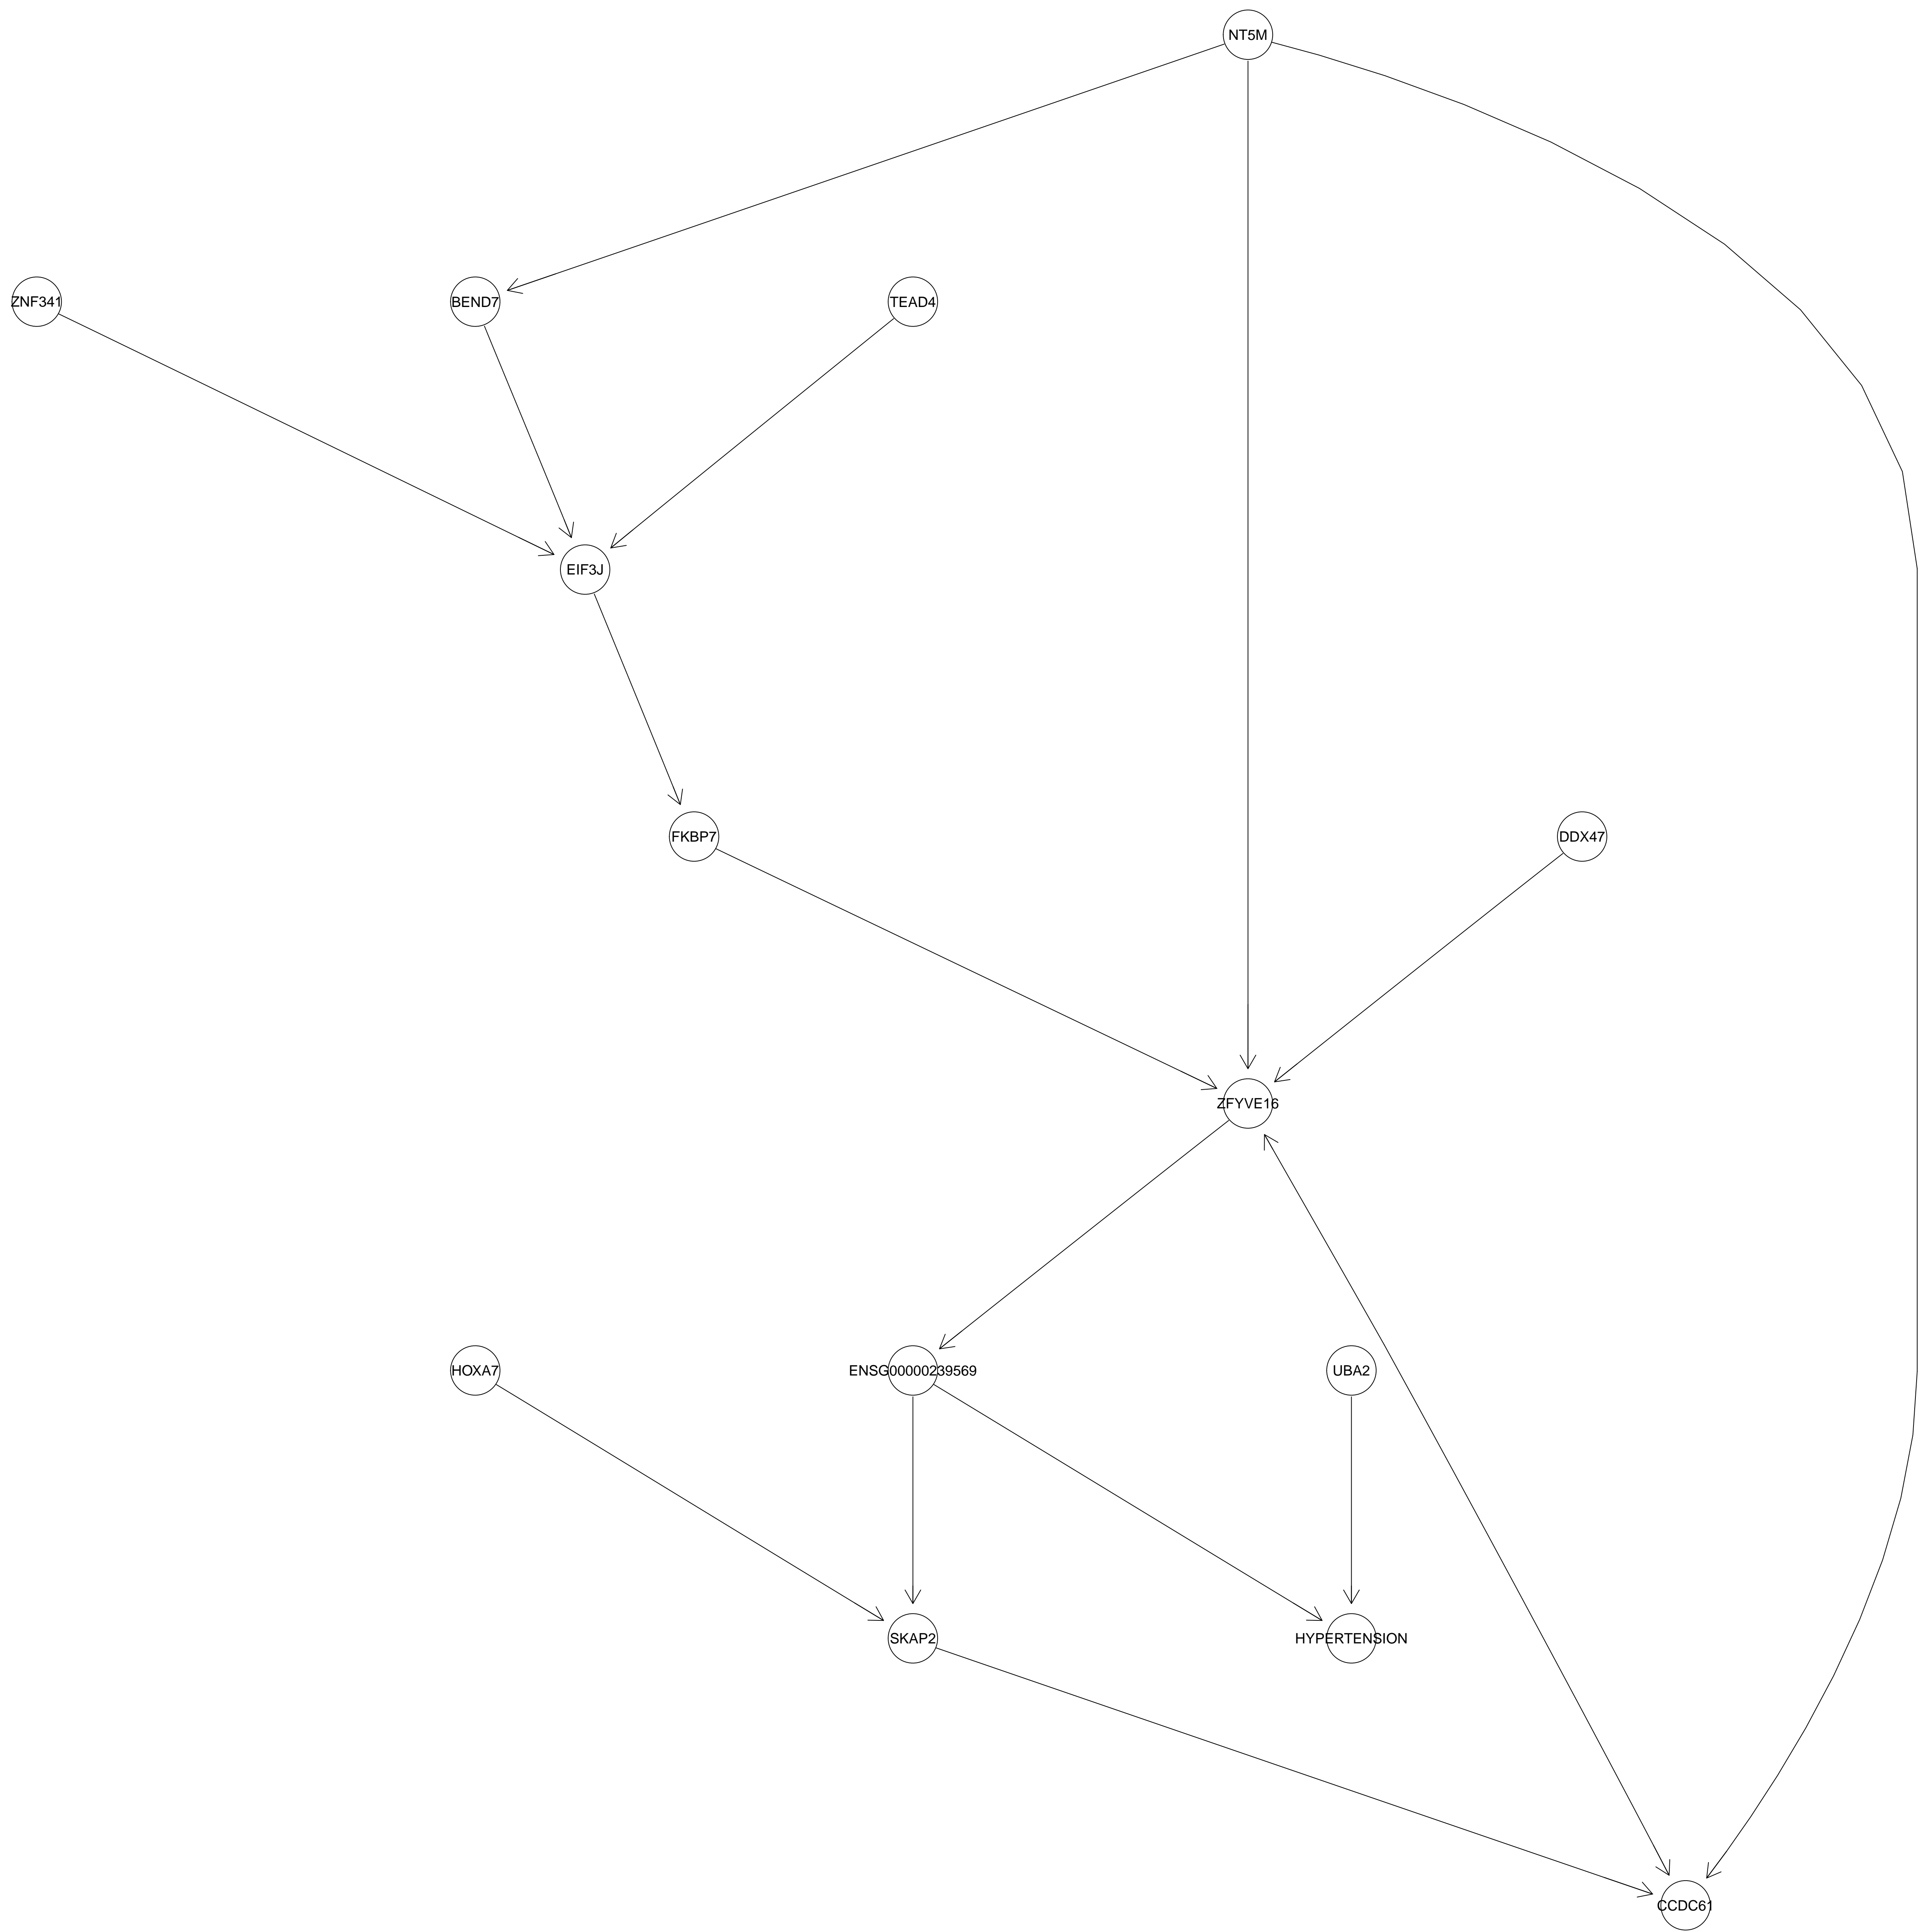 NT5M
ZNF341
BEND7
TEAD4
EIF3J
FKBP7
DDX47
ZFYVE16
HOXA7
ENSG00000239569
UBA2
SKAP2
HYPERTENSION
CCDC61